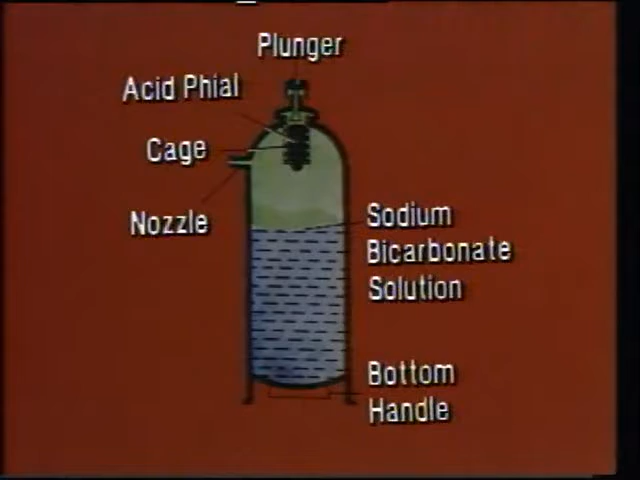 Plunger
Acid Phial
Cage
Nozzle
Sodium
Bicarbonate
Solution
Bottom
Handle